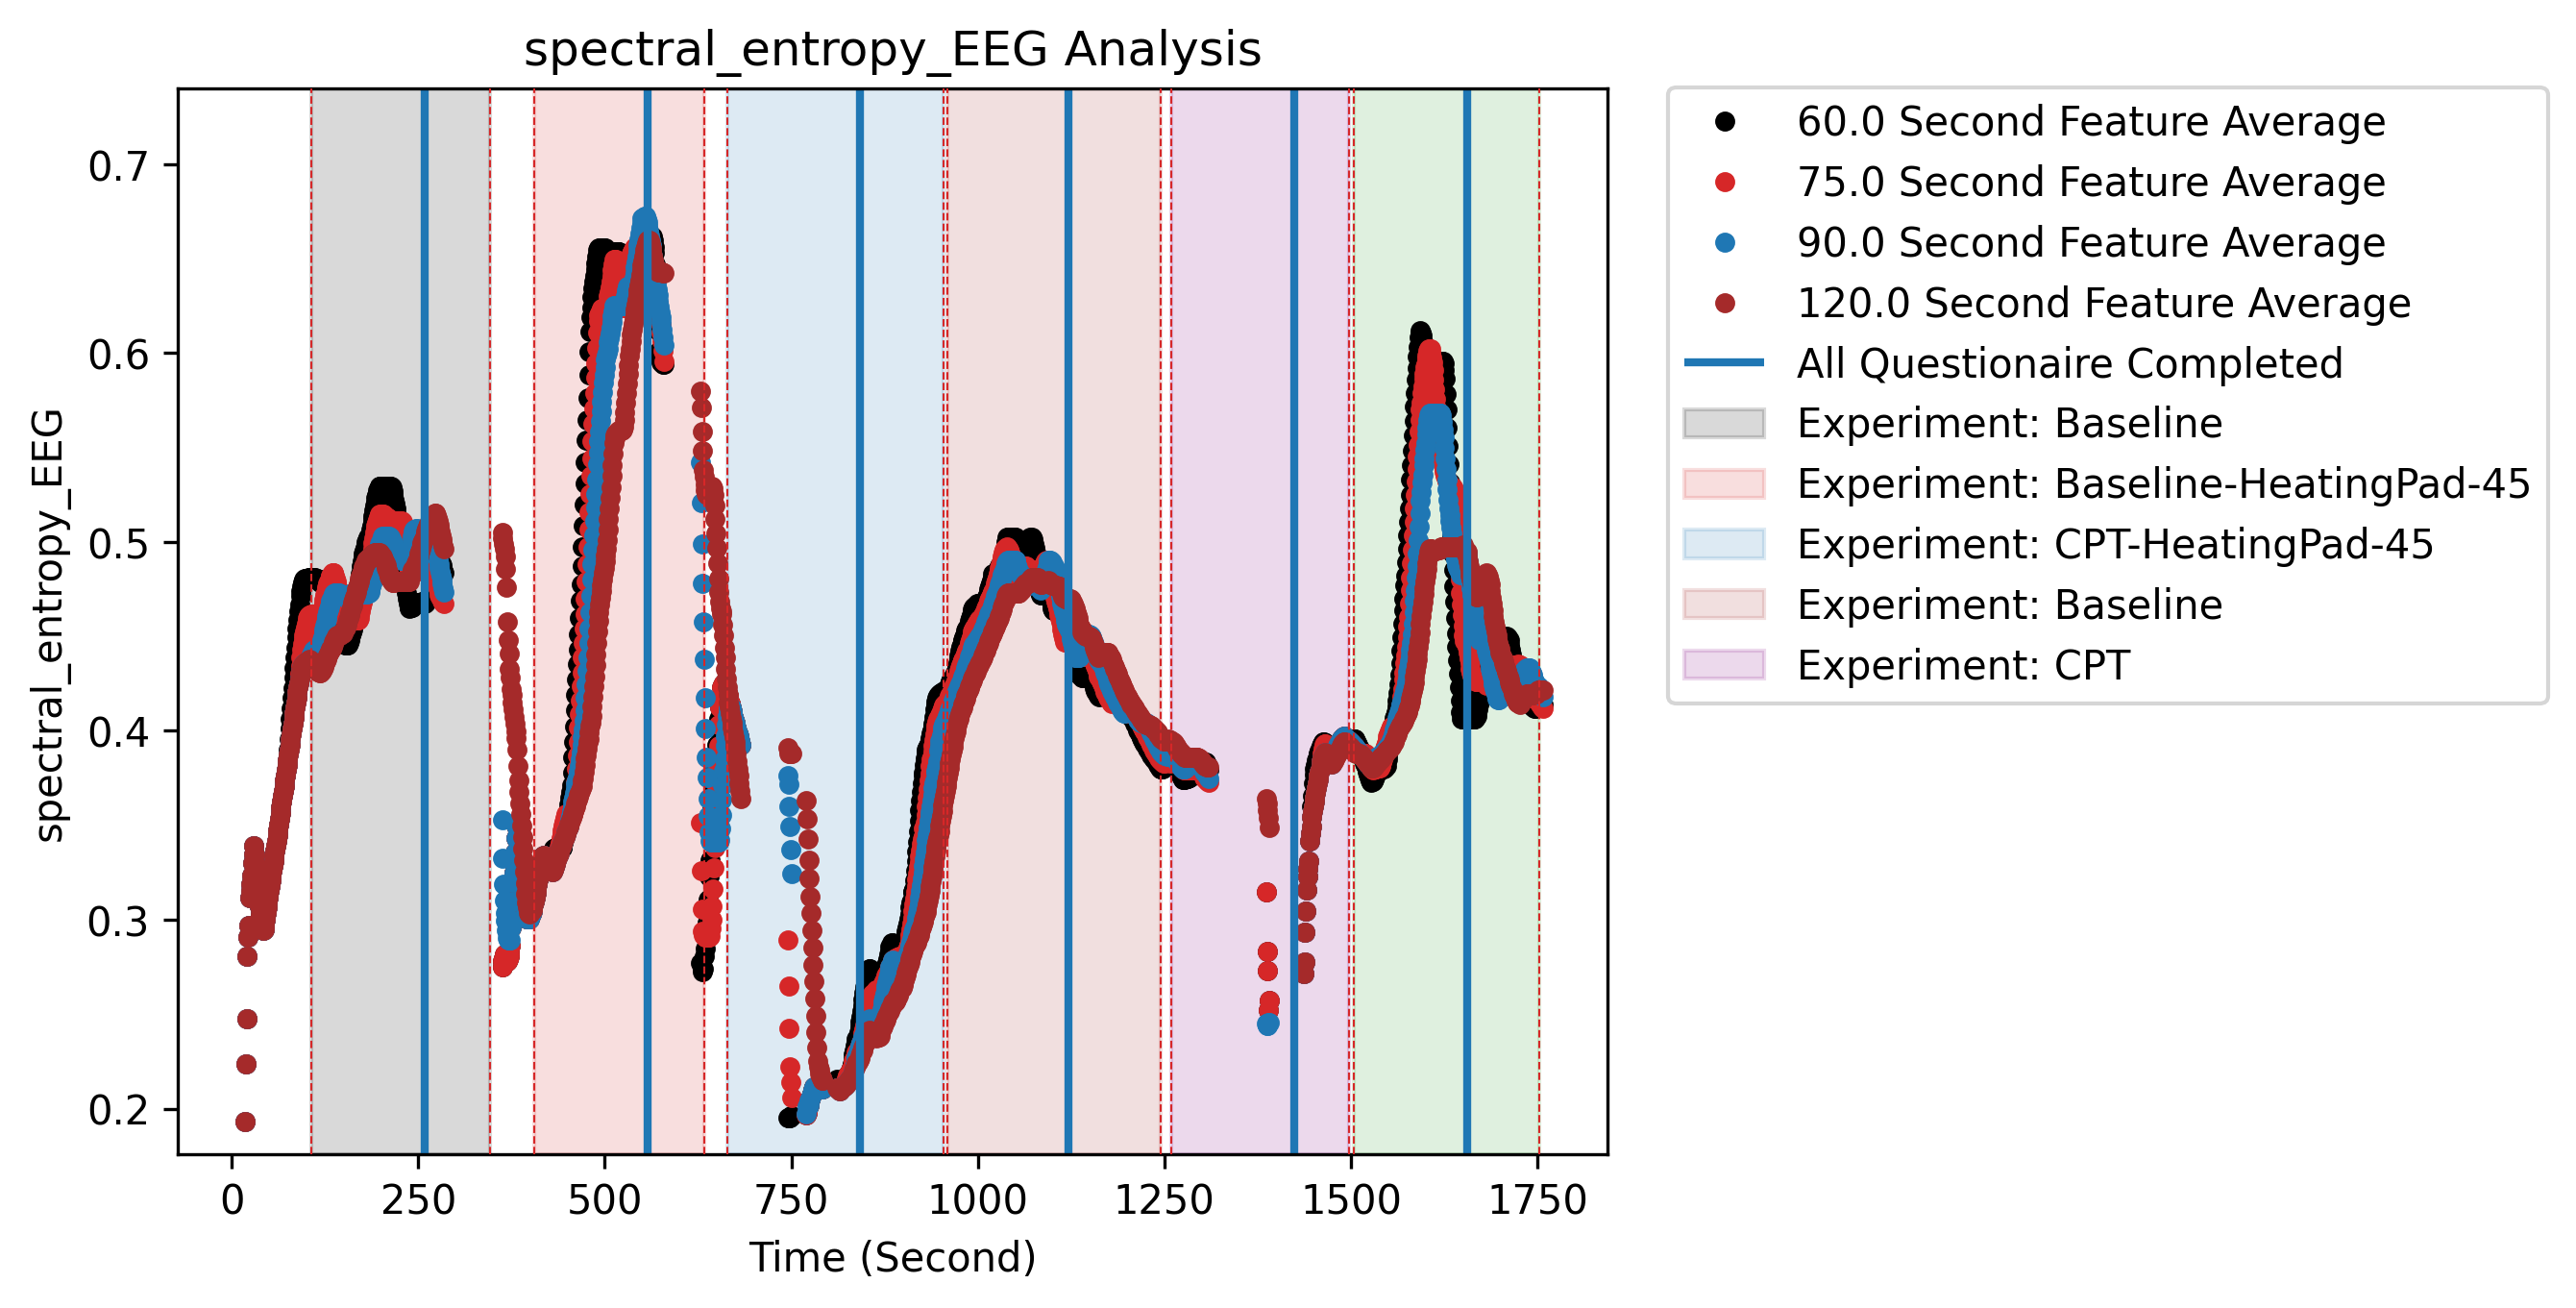 spectral_entropy_EEG Analysis
spectral_entropy_EEG
0.7
0.6
0.5
0.4
0.3
0.2
0 250 500 750 1000 1250 1500 1750
Time (Second)
60.0 Second Feature Average
75.0 Second Feature Average
90.0 Second Feature Average
120.0 Second Feature Average
All Questionaire Completed
Experiment: Baseline
Experiment: Baseline-HeatingPad-45
Experiment: CPT-HeatingPad-45
Experiment: Baseline
Experiment: CPT